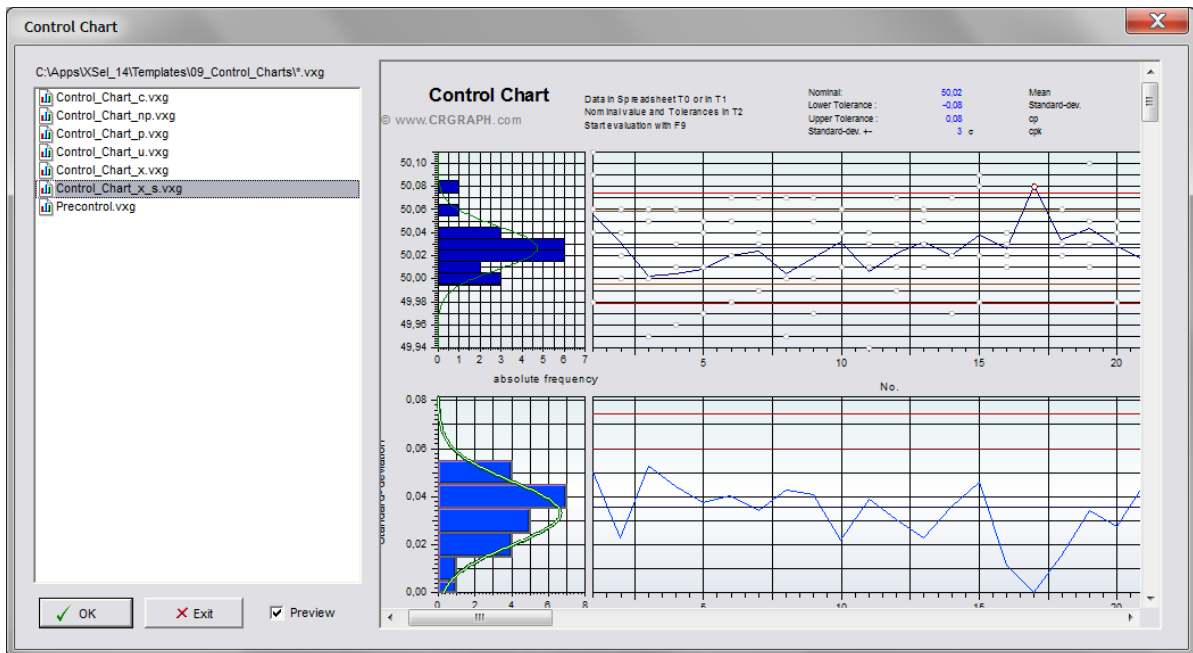 Control Chart
C:\Apps\XSel_14\Templates\09_Control_Charts\*.vxg
Control_Chart_c.vxg
Control_Chart_np.vxg
Control_Chart_p.vxg
Control_Chart_u.vxg
Control_Chart_x.vxg
Control_Chart_x_s.vxg
Precontrol.vxg
OK
Exit
Preview
Control Chart
© www.CRGRAPH.com
Data in Spreadsheet T0 or in T1
Nominal value and Tolerances in T2
Start evaluation with F9
Nominal: 50,02 Mean
Lower Tolerance : -0,08 Standard-dev.
Upper Tolerance : 0,08 cp
Standard-dev. +- 3 σ cpk
50,10
50,08
50,06
50,04
50,02
50,00
49,98
49,96
49,94
0 1 2 3 4 5 6 7
5 10 15 20
absolute frequency
No.
0,08
0,06
0,04
0,02
0,00
Standard-deviation
0 2 4 6 8
5 10 15 20